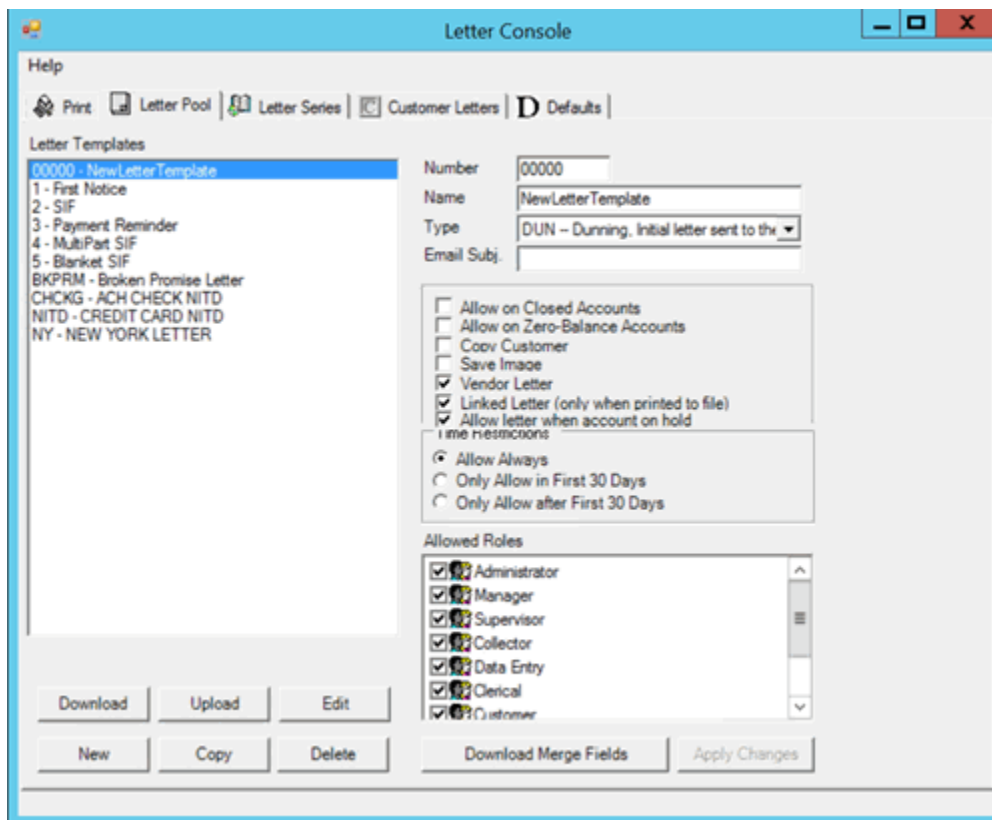 Letter Console
Help
Print Letter Pool Letter Series C Customer Letters D Defaults
Letter Templates
00000 - NewLetterTemplate
1 - First Notice
2 - SIF
3 - Payment Reminder
4 - MultiPart SIF
5 - Blanket SIF
BKPRM - Broken Promise Letter
CHCKG - ACH CHECK NITD
NITD - CREDIT CARD NITD
NY - NEW YORK LETTER
Download Upload Edit
New Copy Delete
Number 00000
Name NewLetterTemplate
Type DUN – Dunning, Initial letter sent to the
Email Subj.
Allow on Closed Accounts
Allow on Zero-Balance Accounts
Copy Customer
Save Image
Vendor Letter
Linked Letter (only when printed to file)
Allow letter when account on hold
Time Restrictions
Allow Always
Only Allow in First 30 Days
Only Allow after First 30 Days
Allowed Roles
Administrator
Manager
Supervisor
Collector
Data Entry
Clerical
Customer
Download Merge Fields Apply Changes